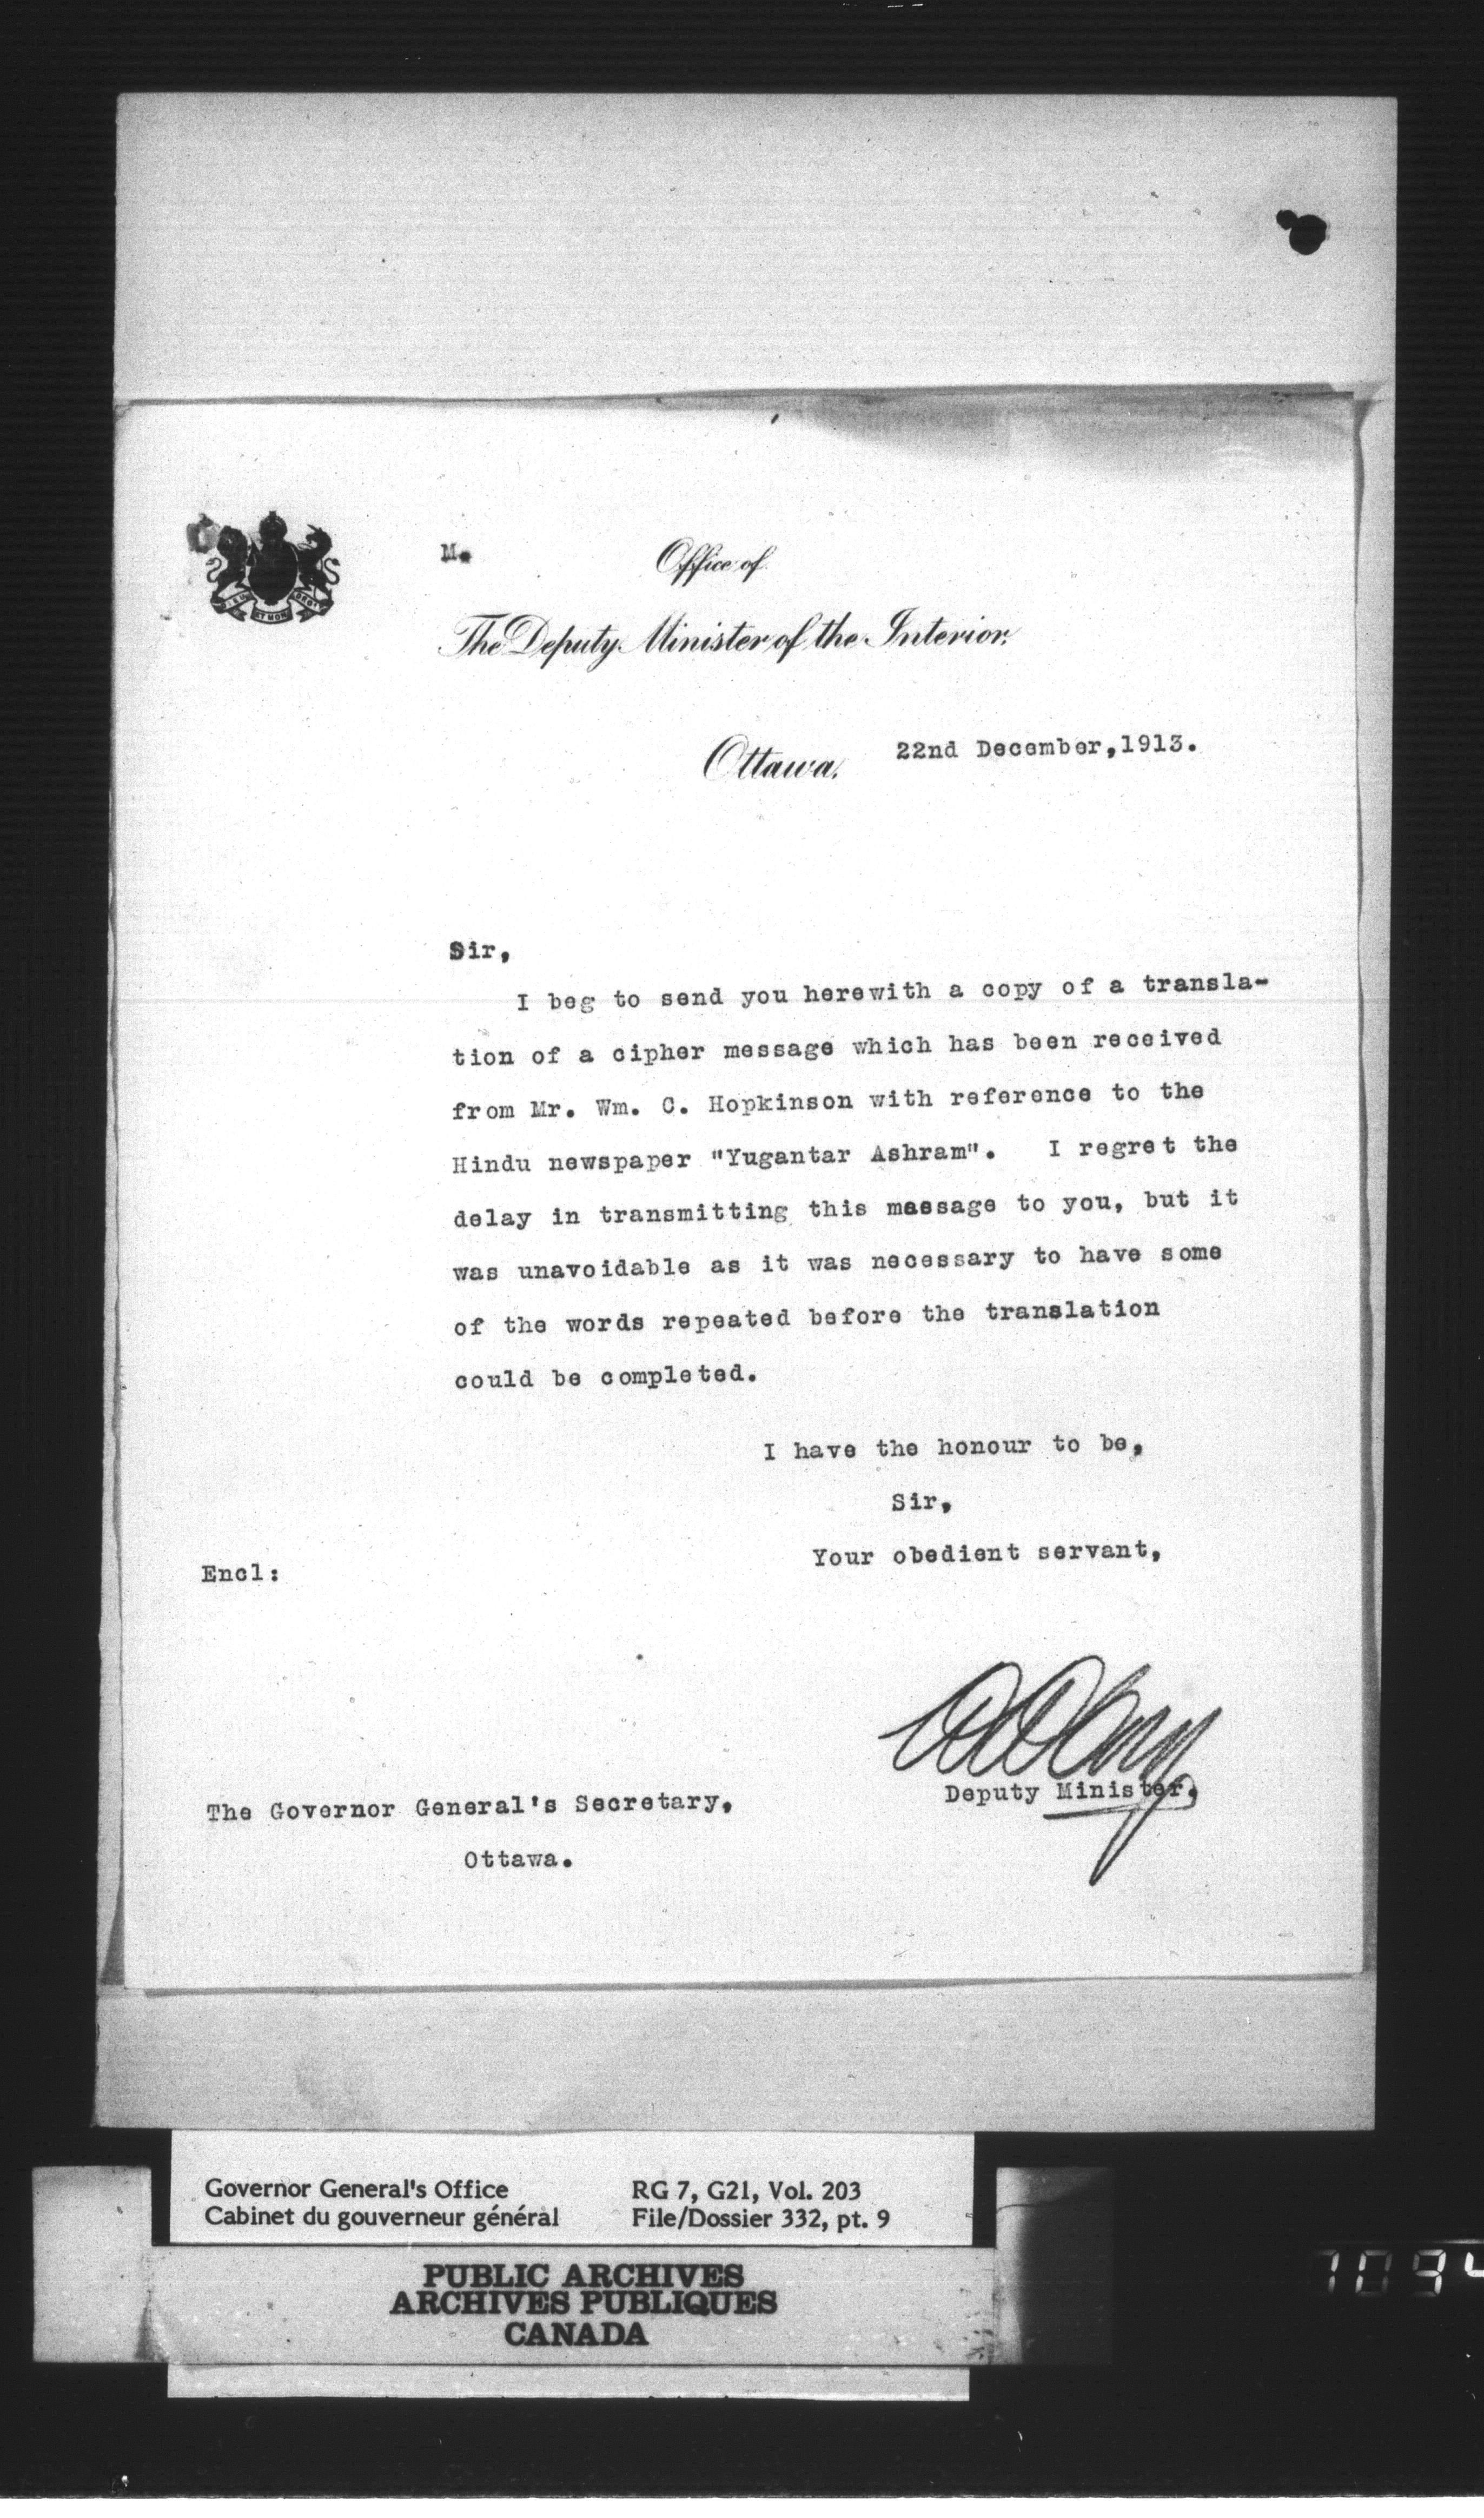 M.
Office of
The Deputy Minister of the Interior.
Ottawa, 22nd December, 1913.
Sir,
I beg to send you herewith a copy of a transla-
tion of a cipher message which has been received
from Mr. Wm. C. Hopkinson with reference to the
Hindu newspaper "Yugantar Ashram". I regret the
delay in transmitting this message to you, but it
was unavoidable as it was necessary to have some
of the words repeated before the translation
could be completed.
I have the honour to be,
Sir,
Your obedient servant,
Encl:
Deputy Minister.
The Governor General's Secretary,
Ottawa.
Governor General's Office
Cabinet du gouverneur général
RG 7, G21, Vol. 203
File/Dossier 332, pt. 9
PUBLIC ARCHIVES
ARCHIVES PUBLIQUES
CANADA